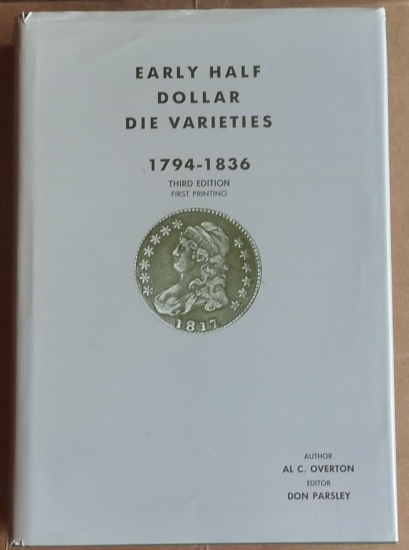 EARLY HALF
DOLLAR
DIE VARIETIES
1794-1836
THIRD EDITION
FIRST PRINTING
1817
AUTHOR
AL C. OVERTON
EDITOR
DON PARSLEY